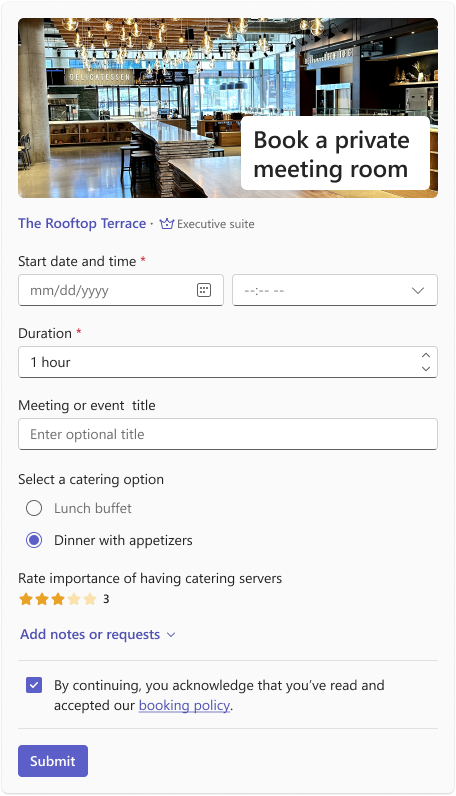 DELICATESSEN
Book a private
meeting room
The Rooftop Terrace · Executive suite
Start date and time *
mm/dd/yyyy --:-- --
Duration *
1 hour
Meeting or event title
Enter optional title
Select a catering option
Lunch buffet
Dinner with appetizers
Rate importance of having catering servers
3
Add notes or requests
By continuing, you acknowledge that you’ve read and
accepted our booking policy.
Submit